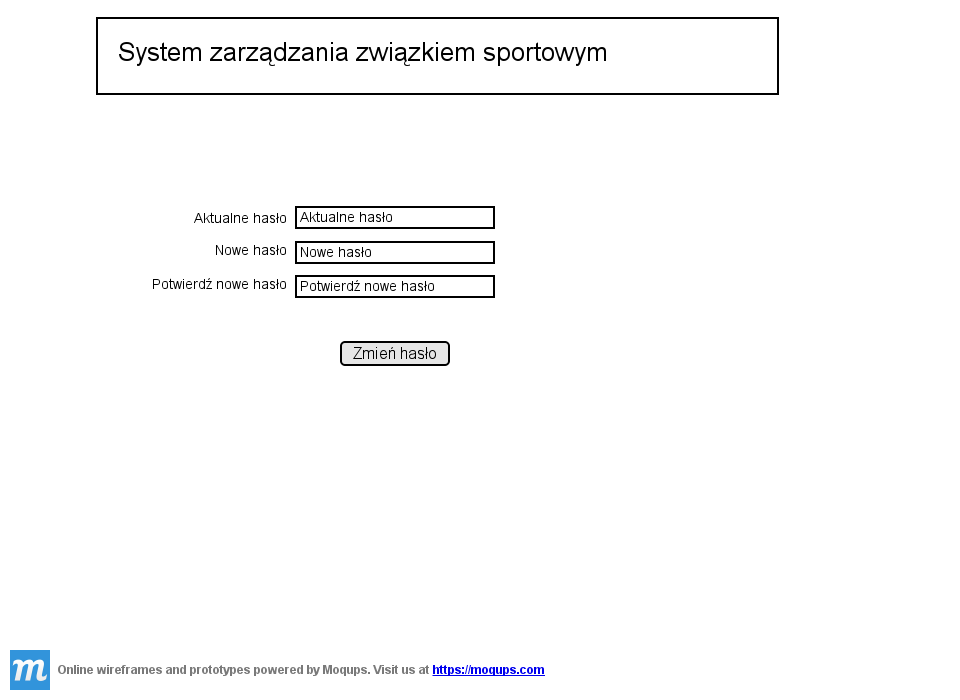 System zarządzania związkiem sportowym
Aktualne hasło Aktualne hasło
Nowe hasło Nowe hasło
Potwierdź nowe hasło Potwierdź nowe hasło
Zmień hasło
m Online wireframes and prototypes powered by Moqups. Visit us at https://moqups.com